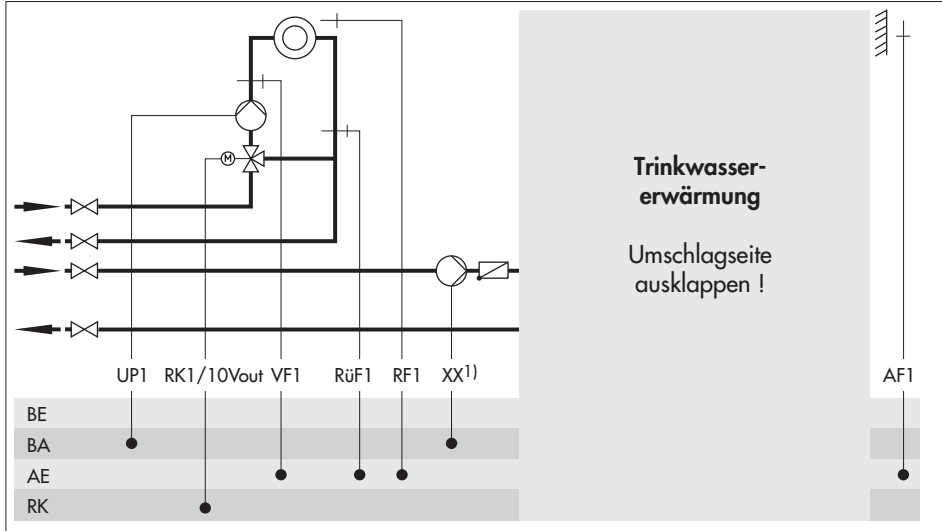 M
Trinkwasser-
erwärmung
Umschlagseite
ausklappen !
UP1 RK1/10Vout VF1 RüF1 RF1 XX1) AF1
BE
BA
AE
RK